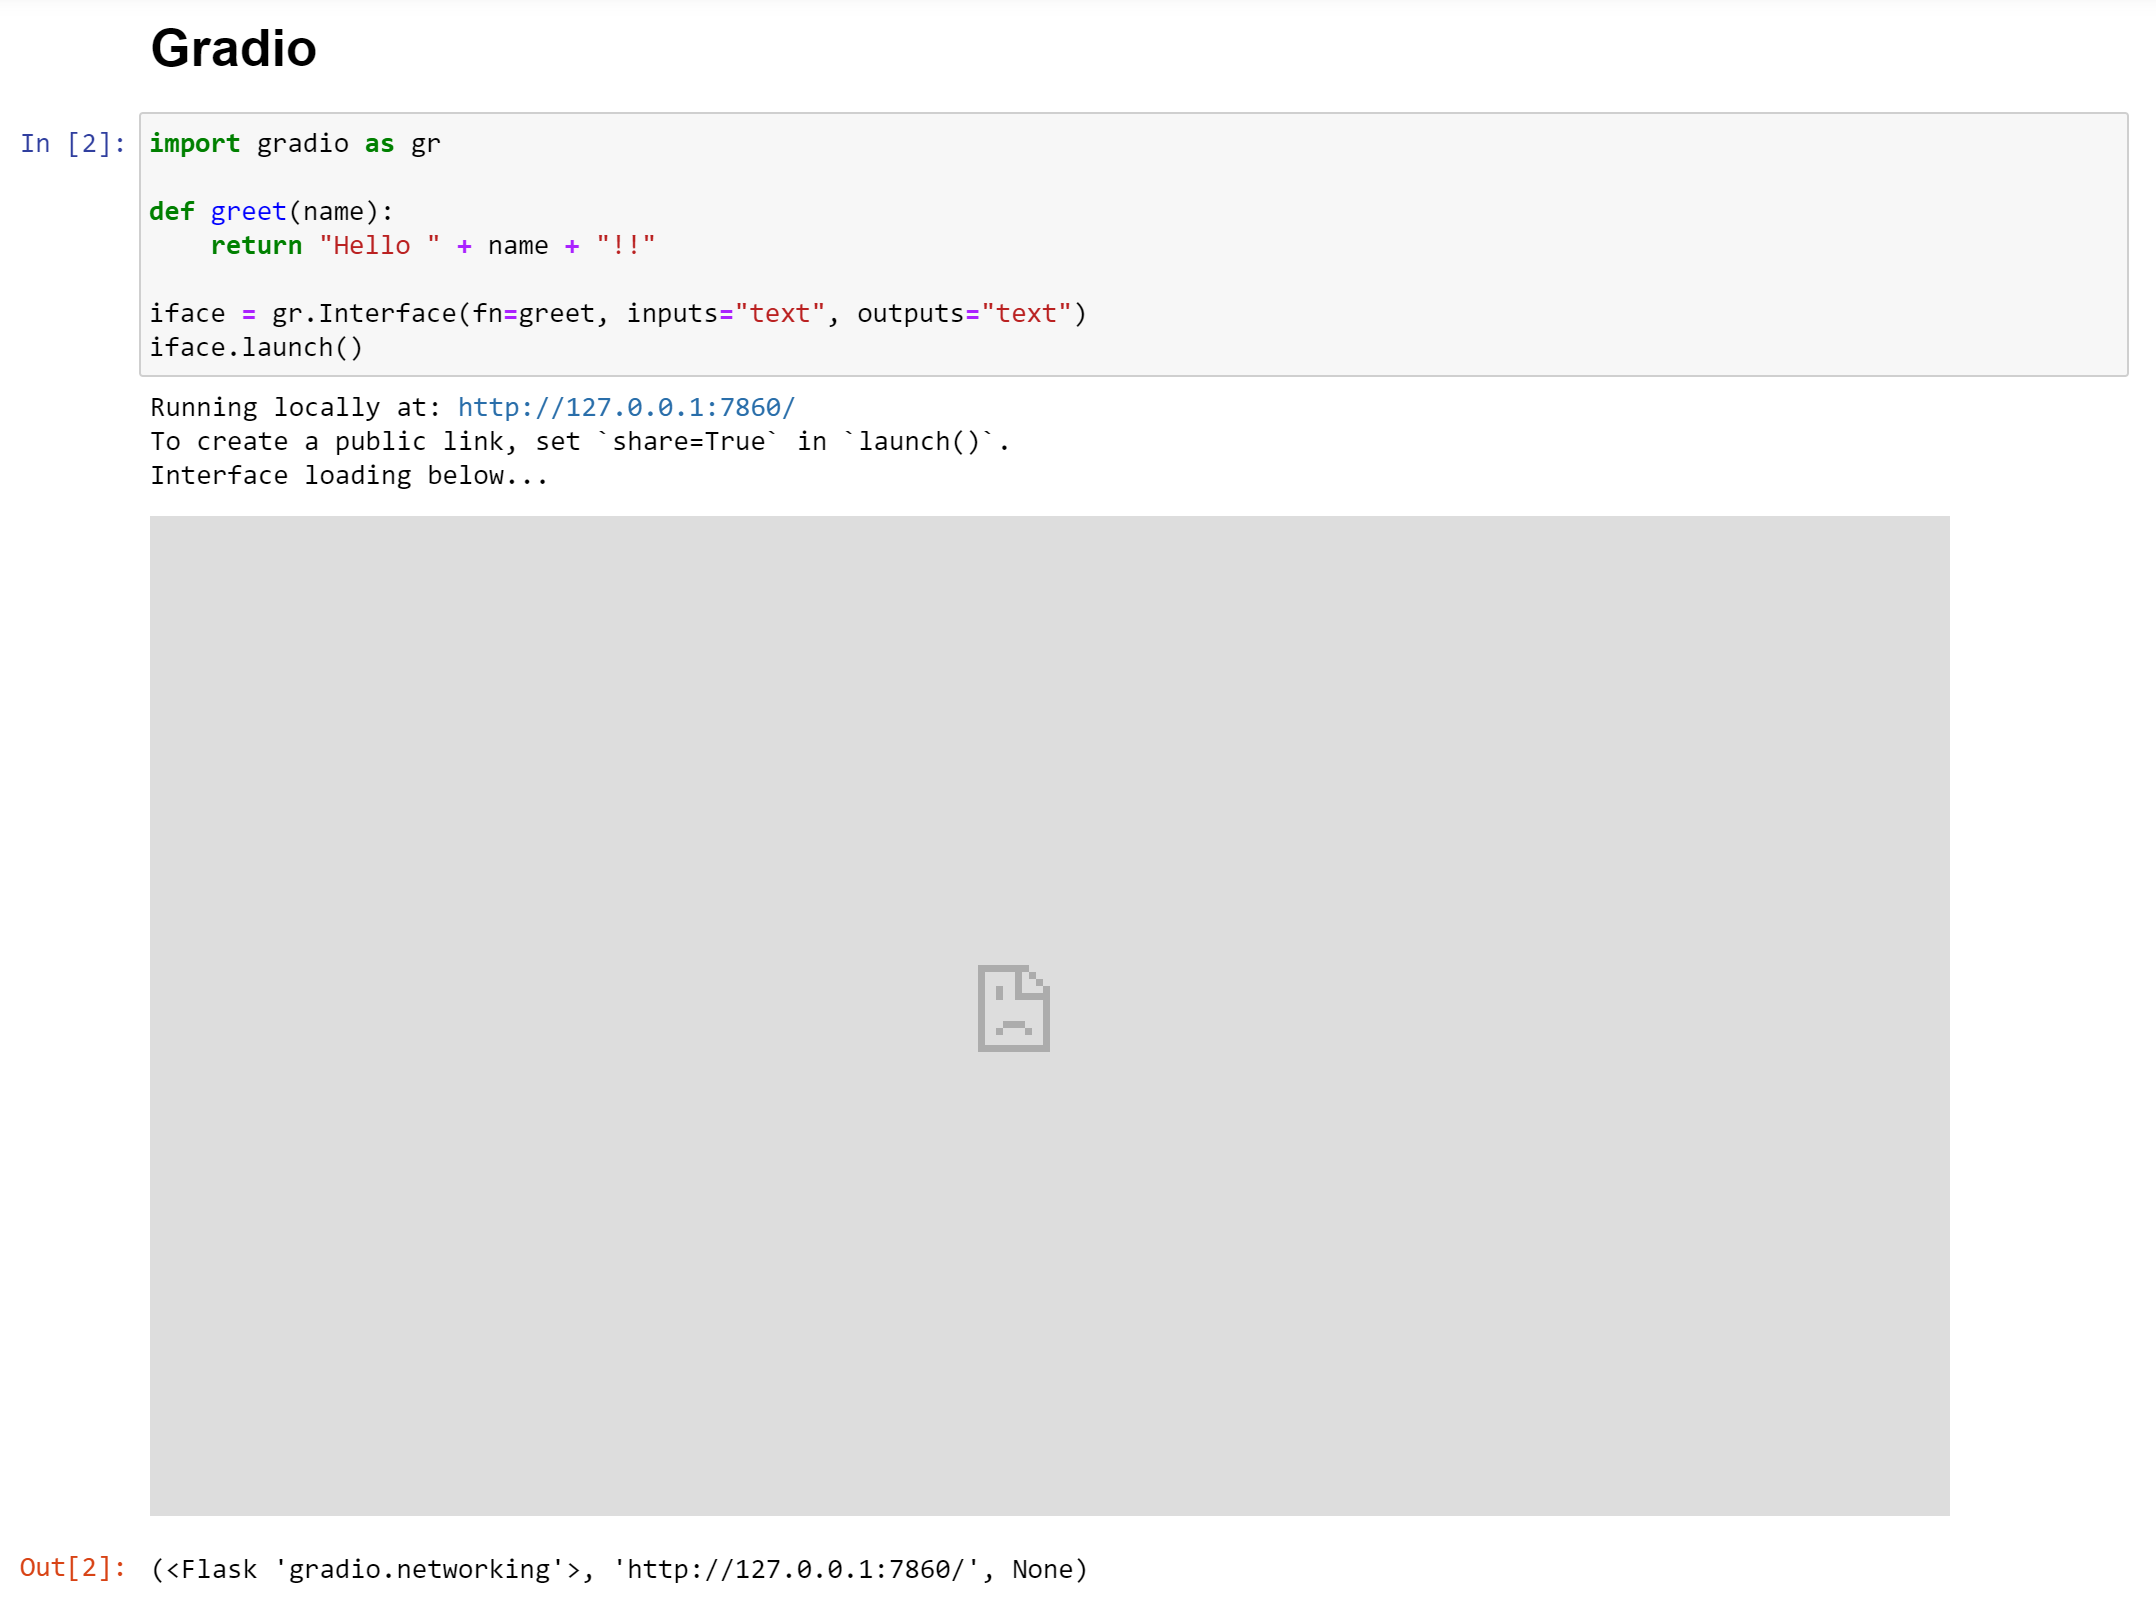 Gradio
In [2]: import gradio as gr
def greet(name):
    return "Hello " + name + "!!"
iface = gr.Interface(fn=greet, inputs="text", outputs="text")
iface.launch()
Running locally at: http://127.0.0.1:7860/
To create a public link, set `share=True` in `launch()`.
Interface loading below...
Out[2]: (<Flask 'gradio.networking'>, 'http://127.0.0.1:7860/', None)